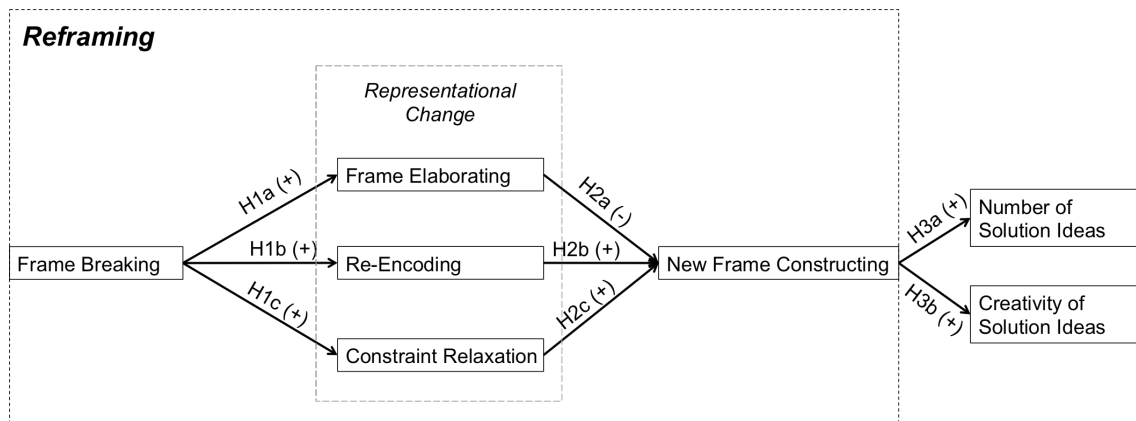 Reframing
Representational
Change
Frame Elaborating
H1a (+)
H2a (-)
Number of
Solution Ideas
H3a (+)
Frame Breaking
H1b (+)
Re-Encoding
H2b (+)
New Frame Constructing
H1c (+)
H2c (+)
H3b (+)
Creativity of
Solution Ideas
Constraint Relaxation